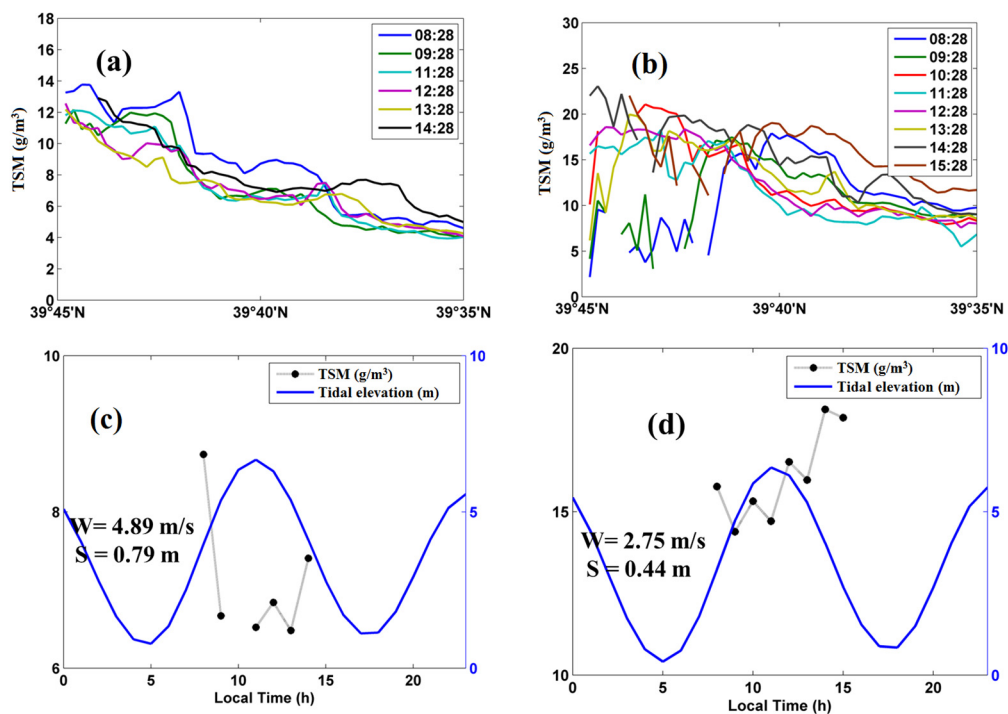 (a)
TSM (g/m³)
18
16
14
12
10
8
6
4
2
0
39°45'N
39°40'N
39°35'N
08:28
09:28
11:28
12:28
13:28
14:28
(b)
TSM (g/m³)
30
25
20
15
10
5
0
39°45'N
39°40'N
39°35'N
08:28
09:28
10:28
11:28
12:28
13:28
14:28
15:28
(c)
TSM (g/m³)
Tidal elevation (m)
W= 4.89 m/s
S = 0.79 m
10
8
6
10
5
0
0
5
10
15
20
Local Time (h)
(d)
TSM (g/m³)
Tidal elevation (m)
W= 2.75 m/s
S = 0.44 m
20
15
10
10
5
0
0
5
10
15
20
Local Time (h)